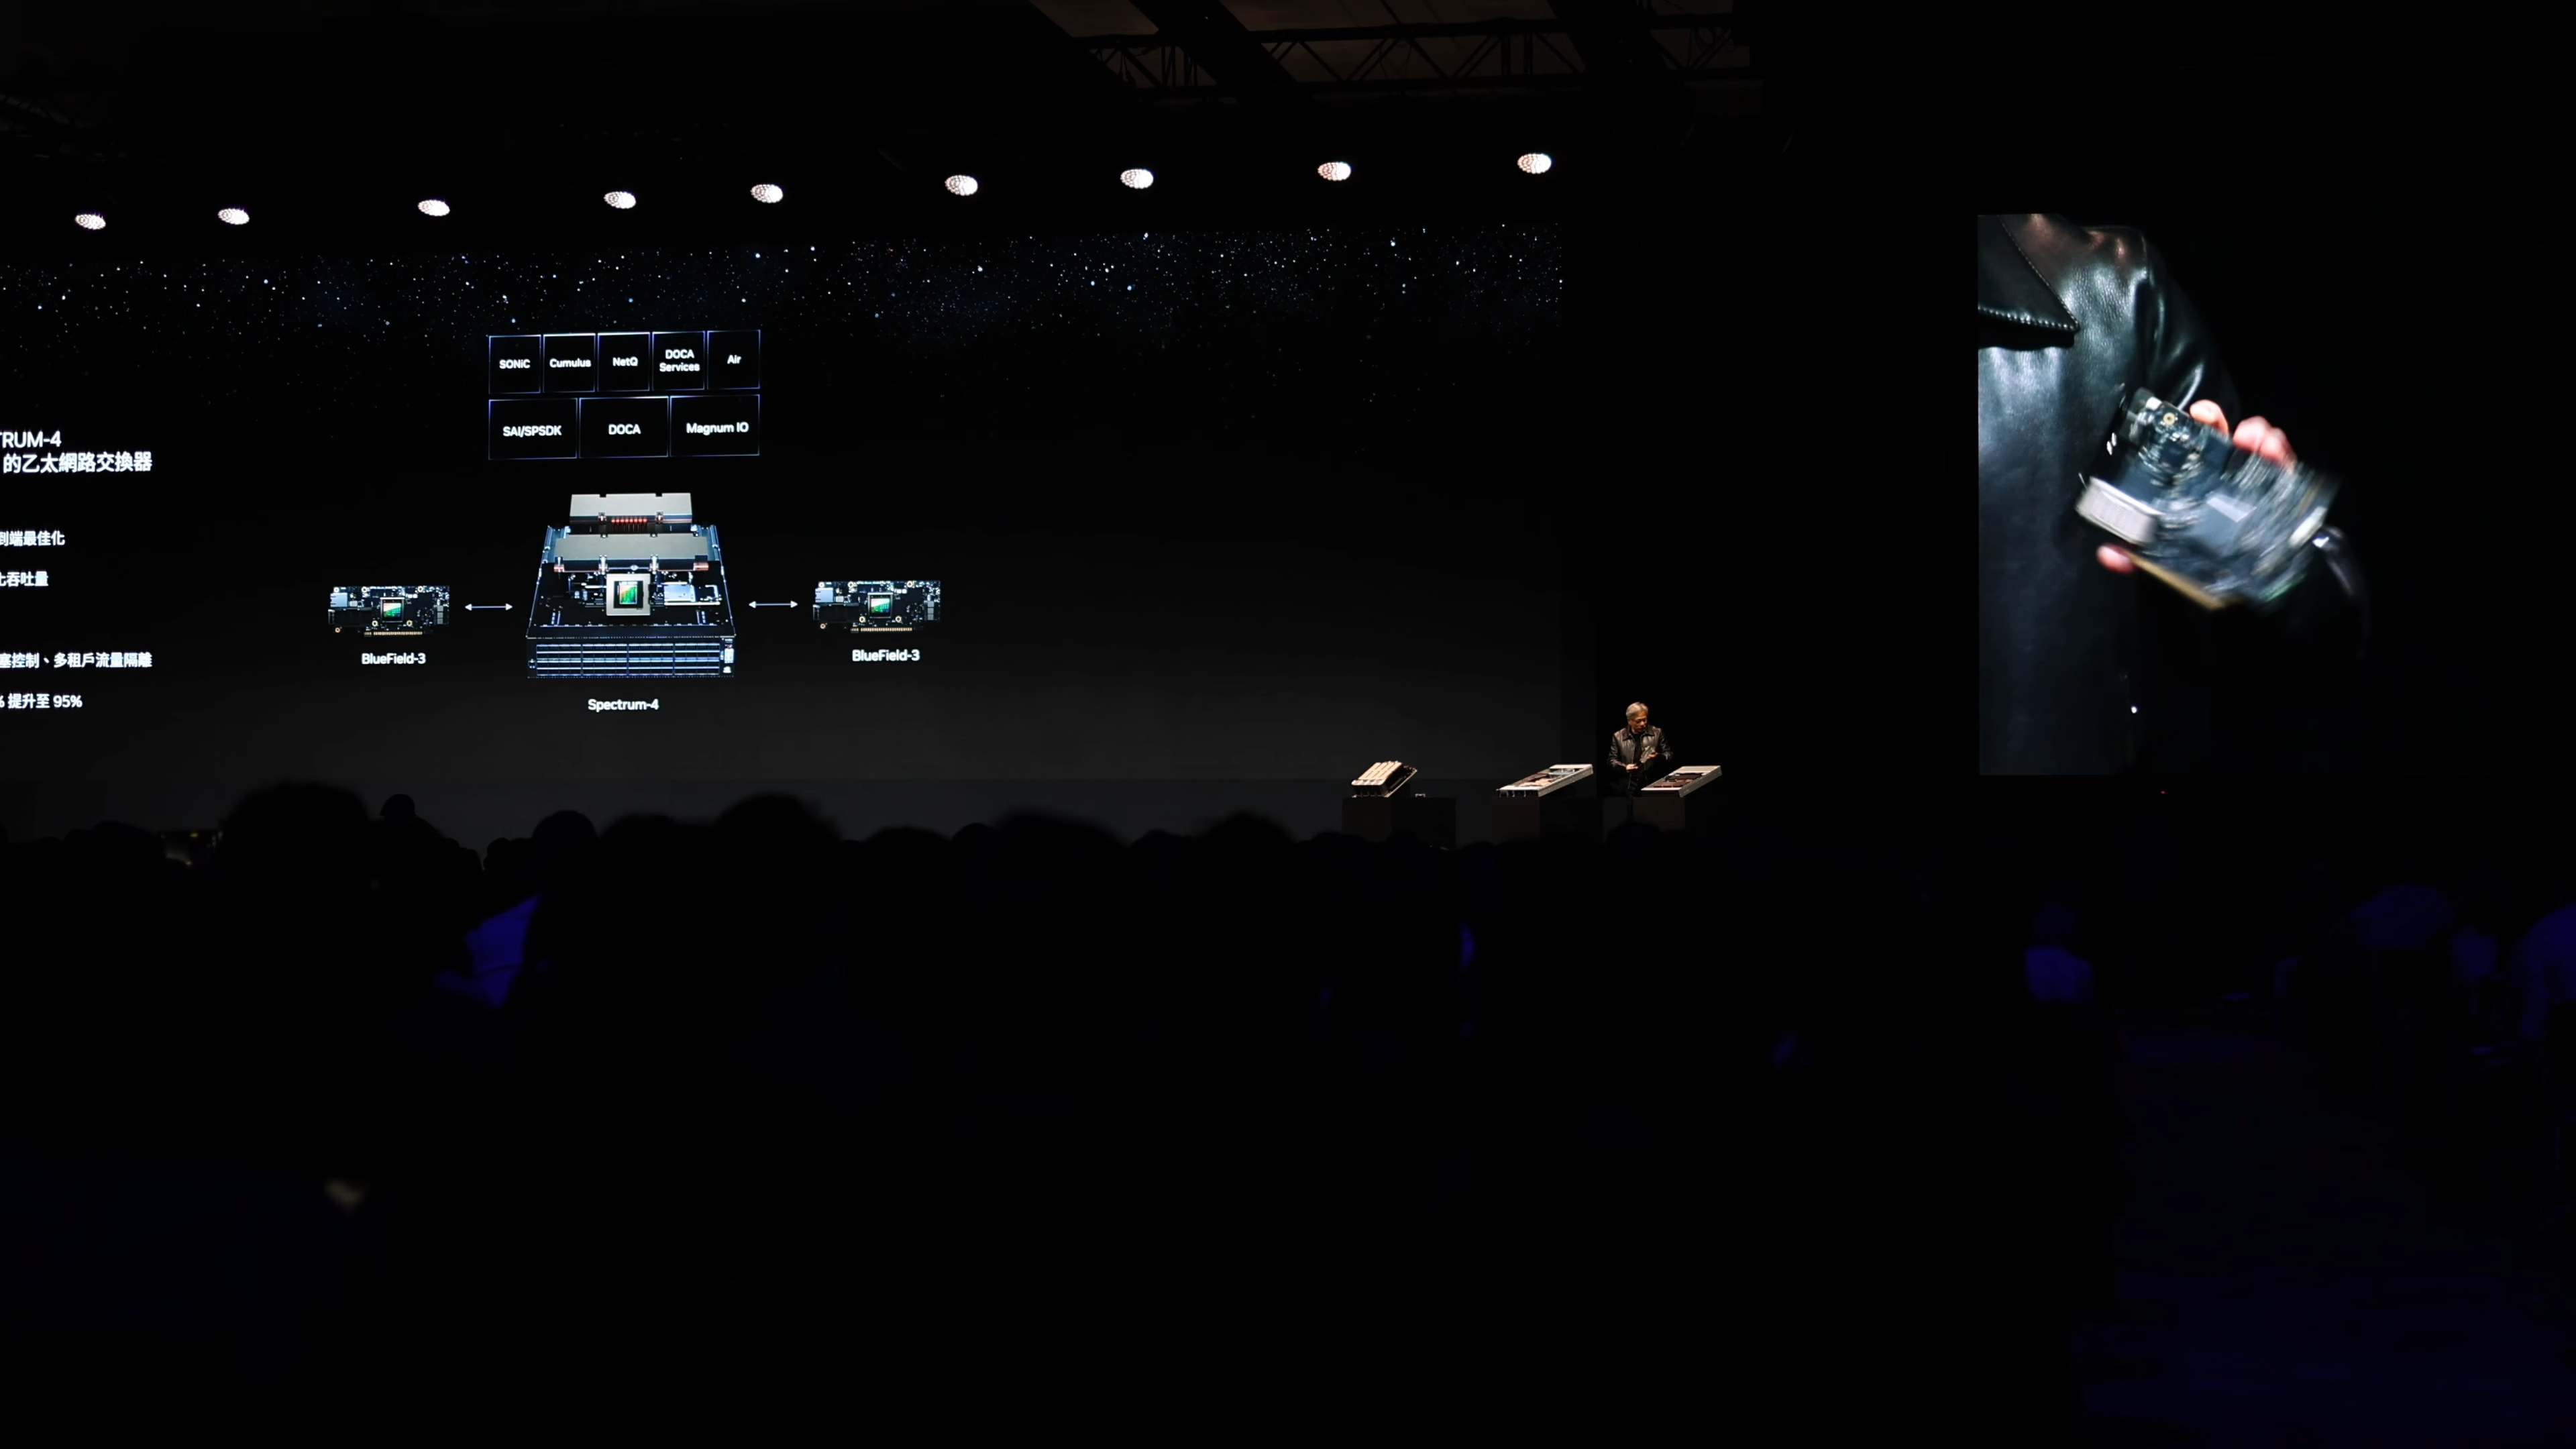 TRUM-4
的乙太網路交換器
到端最佳化
吞吐量
塞控制、多租戶流量隔離
% 提升至 95%
SONiC Cumulus NetQ DOCA Services Air
SAI/SPSDK DOCA Magnum IO
BlueField-3
Spectrum-4
BlueField-3